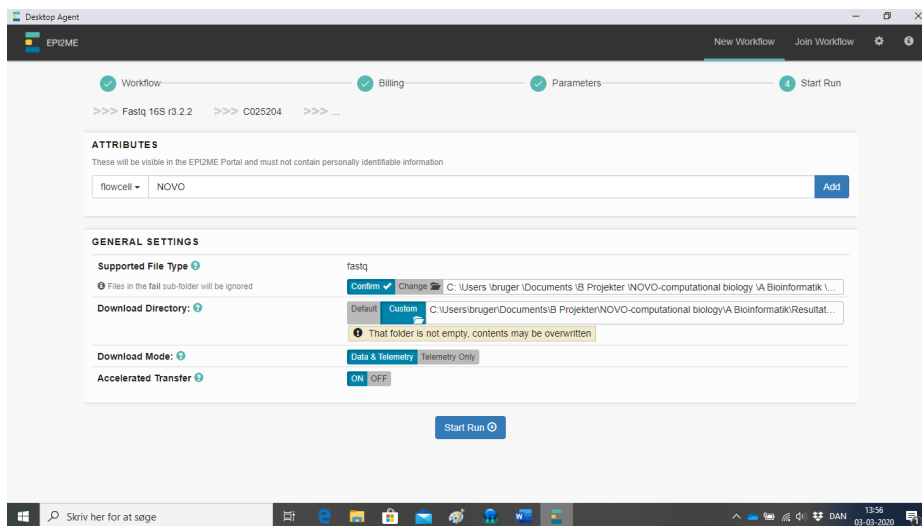 Desktop Agent
EPI2ME
New Workflow Join Workflow
Workflow Billing Parameters 4 Start Run
>>> Fastq 16S r3.2.2 >>> C025204 >>> ...
ATTRIBUTES
These will be visible in the EPI2ME Portal and must not contain personally identifiable information
flowcell NOVO Add
GENERAL SETTINGS
Supported File Type fastq
Files in the fail sub-folder will be ignored Confirm Change C: \Users \bruger \Documents \B Projekter \NOVO-computational biology \A Bioinformatik \...
Download Directory: Default Custom C:\Users\bruger\Documents\B Projekter\NOVO-computational biology\A Bioinformatik\Resultat...
That folder is not empty, contents may be overwritten
Download Mode: Data & Telemetry Telemetry Only
Accelerated Transfer ON OFF
Start Run
Skriv her for at søge DAN 13:56
03-03-2020